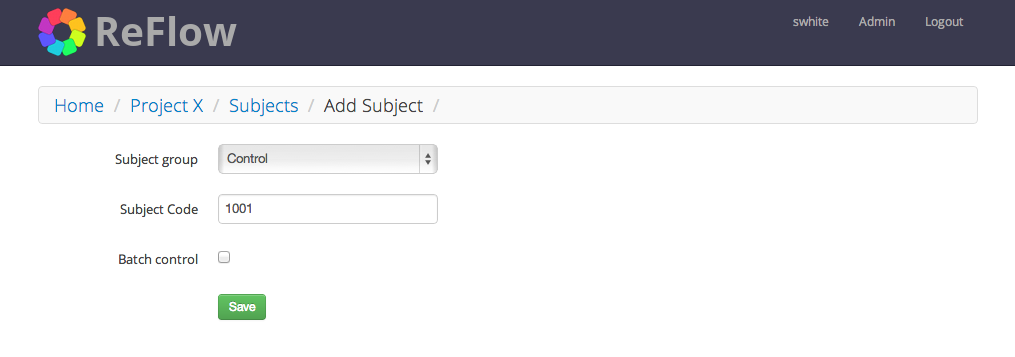 ReFlow swhite Admin Logout
Home / Project X / Subjects / Add Subject /
Subject group Control
Subject Code 1001
Batch control
Save